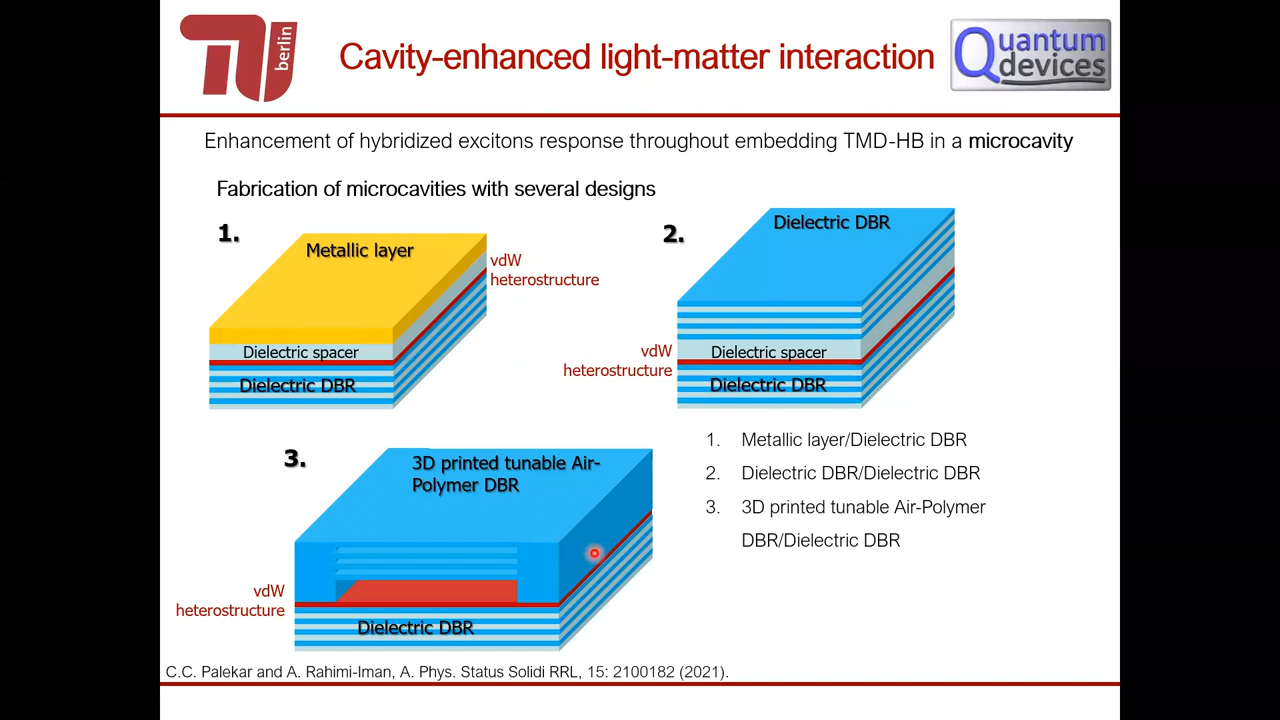 berlin
Cavity-enhanced light-matter interaction
Quantum
devices
Enhancement of hybridized excitons response throughout embedding TMD-HB in a microcavity
Fabrication of microcavities with several designs
1.
Metallic layer
vdW
heterostructure
Dielectric spacer
Dielectric DBR
2.
Dielectric DBR
vdW
heterostructure
Dielectric spacer
Dielectric DBR
3.
3D printed tunable Air-
Polymer DBR
vdW
heterostructure
Dielectric DBR
1. Metallic layer/Dielectric DBR
2. Dielectric DBR/Dielectric DBR
3. 3D printed tunable Air-Polymer
DBR/Dielectric DBR
C.C. Palekar and A. Rahimi-Iman, A. Phys. Status Solidi RRL, 15: 2100182 (2021).